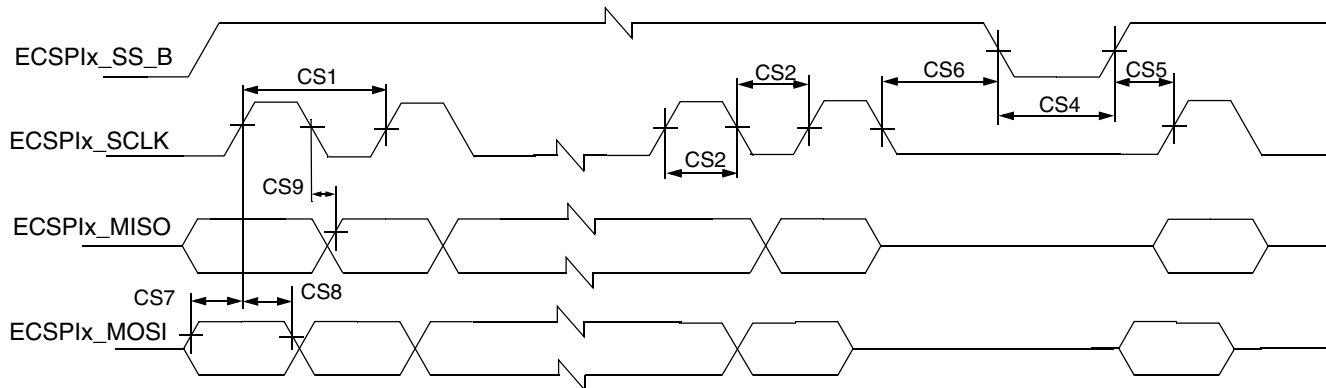 ECSPIx_SS_B
CS1
CS2
CS6
CS5
CS4
ECSPIx_SCLK
CS2
CS9
ECSPIx_MISO
CS7
CS8
ECSPIx_MOSI